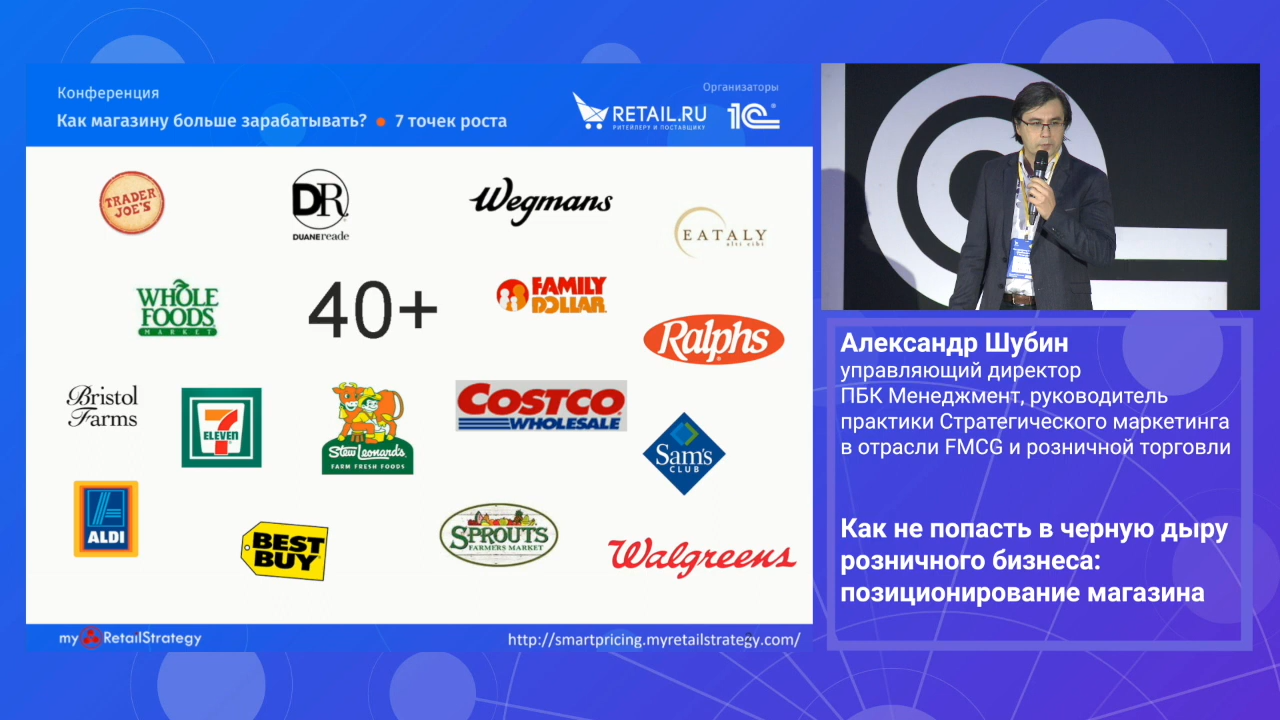 Конференция
Как магазину больше зарабатывать? • 7 точек роста
Организаторы
RETAIL.RU
РИТЕЙЛЕРУ И ПОСТАВЩИКУ
1С
TRADER
JOE'S
DR
DUANEreade
Wegmans
EATALY
alti cibi
WHOLE
FOODS
MARKET
40+
FAMILY
DOLLAR
Ralphs
Bristol
Farms
7
ELEVEN
Stew Leonard's
FARM FRESH FOODS
COSTCO
WHOLESALE
Sam's
CLUB
ALDI
BEST
BUY
SPROUTS
FARMERS MARKET
Walgreens
my RetailStrategy
http://smartpricing.myretailstrategy.com/
Александр Шубин
управляющий директор
ПБК Менеджмент, руководитель
практики Стратегического маркетинга
в отрасли FMCG и розничной торговли
Как не попасть в черную дыру
розничного бизнеса:
позиционирование магазина